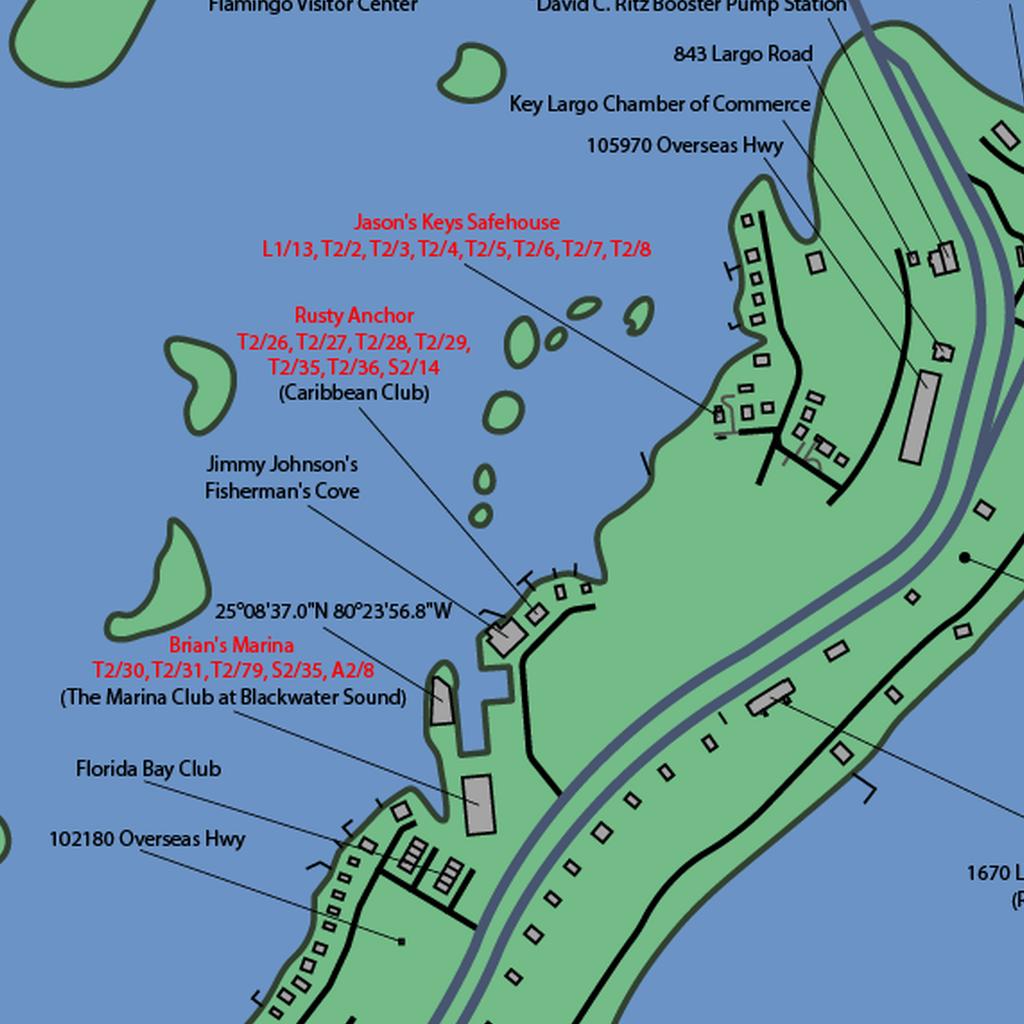 Flamingo Visitor Center
David C. Ritz Booster Pump Station
843 Largo Road
Key Largo Chamber of Commerce
105970 Overseas Hwy
Jason's Keys Safehouse
L1/13, T2/2, T2/3, T2/4, T2/5, T2/6, T2/7, T2/8
Rusty Anchor
T2/26, T2/27, T2/28, T2/29,
T2/35, T2/36, S2/14
(Caribbean Club)
Jimmy Johnson's
Fisherman's Cove
25°08'37.0"N 80°23'56.8"W
Brian's Marina
T2/30, T2/31, T2/79, S2/35, A2/8
(The Marina Club at Blackwater Sound)
Florida Bay Club
102180 Overseas Hwy
1670 L